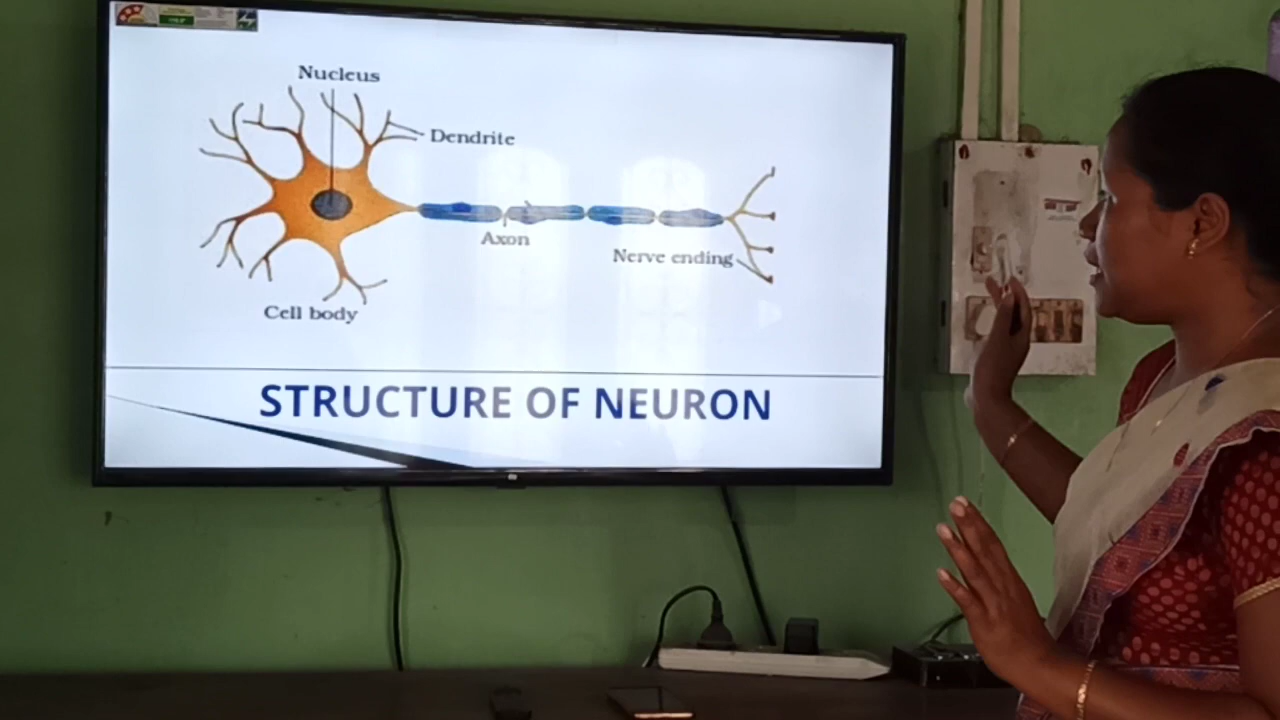 Nucleus
Dendrite
Axon
Nerve ending
Cell body
STRUCTURE OF NEURON